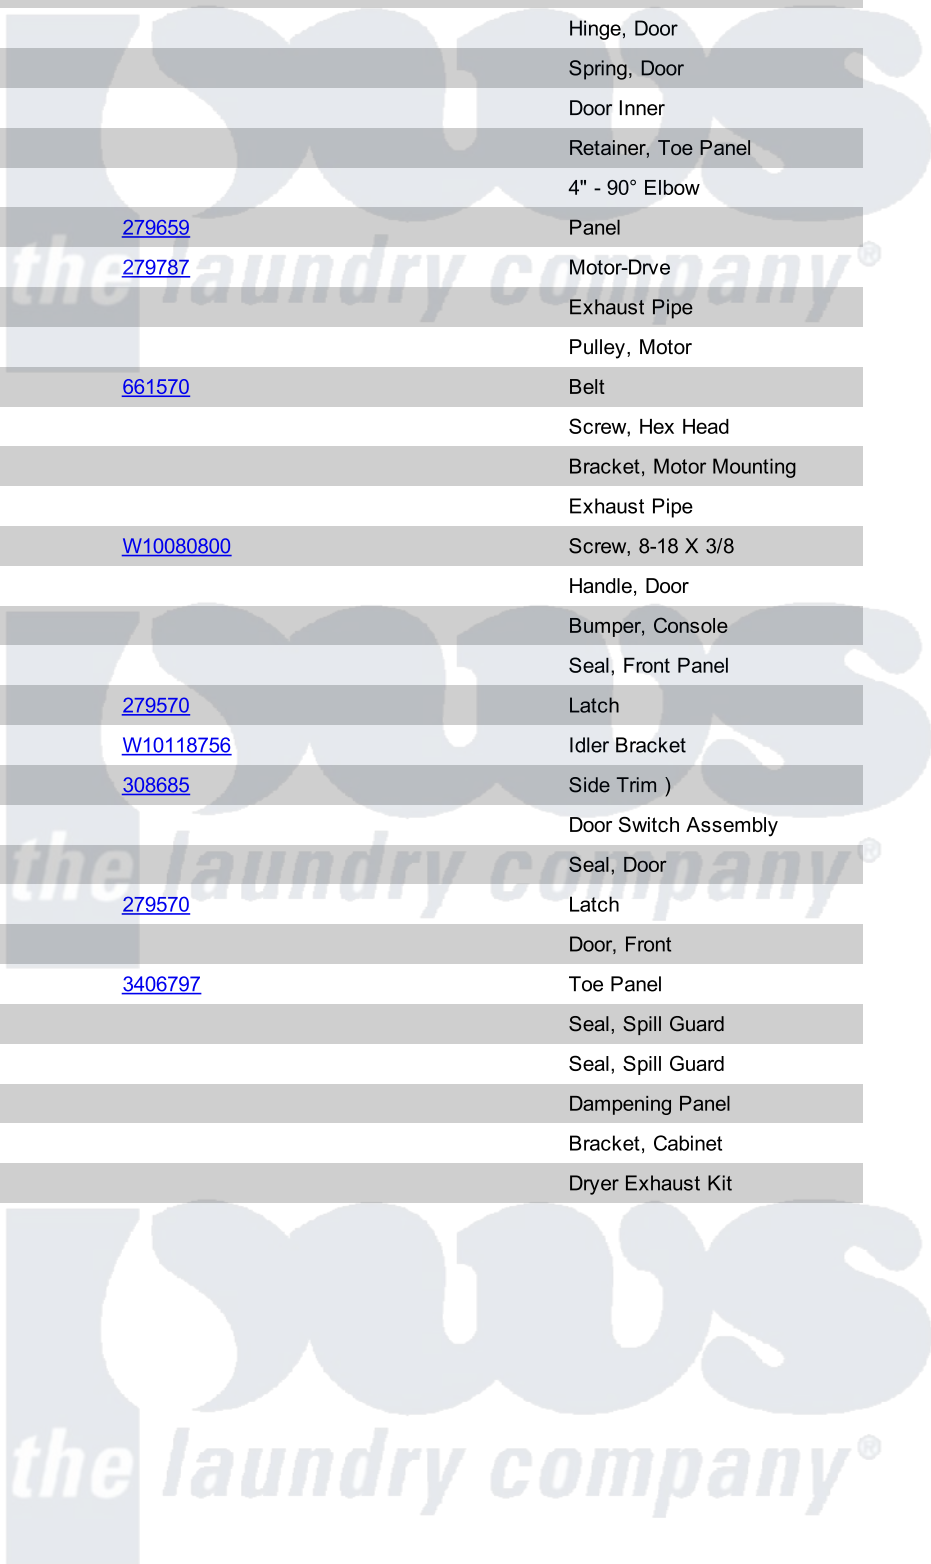 Hinge, Door
Spring, Door
Door Inner
Retainer, Toe Panel
4" - 90° Elbow
279659 Panel
279787 Motor-Drve
Exhaust Pipe
Pulley, Motor
661570 Belt
Screw, Hex Head
Bracket, Motor Mounting
Exhaust Pipe
W10080800 Screw, 8-18 X 3/8
Handle, Door
Bumper, Console
Seal, Front Panel
279570 Latch
W10118756 Idler Bracket
308685 Side Trim )
Door Switch Assembly
Seal, Door
279570 Latch
Door, Front
3406797 Toe Panel
Seal, Spill Guard
Seal, Spill Guard
Dampening Panel
Bracket, Cabinet
Dryer Exhaust Kit
pws
the laundry company®
pws
the laundry company®
pws
the laundry company®